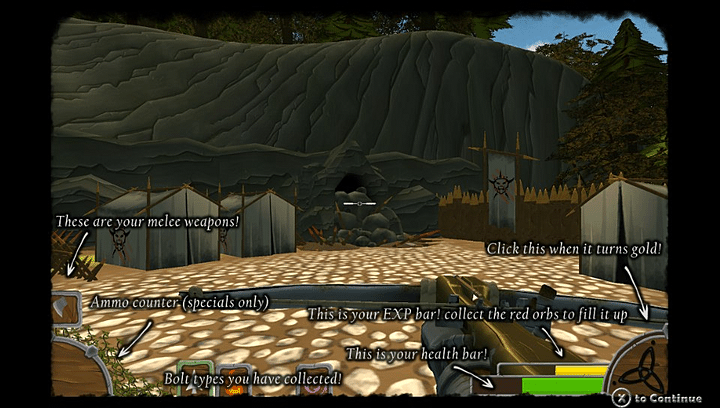 These are your melee weapons!
Click this when it turns gold!
Ammo counter (specials only)
This is your EXP bar! collect the red orbs to fill it up
This is your health bar!
Bolt types you have collected!
X to Continue